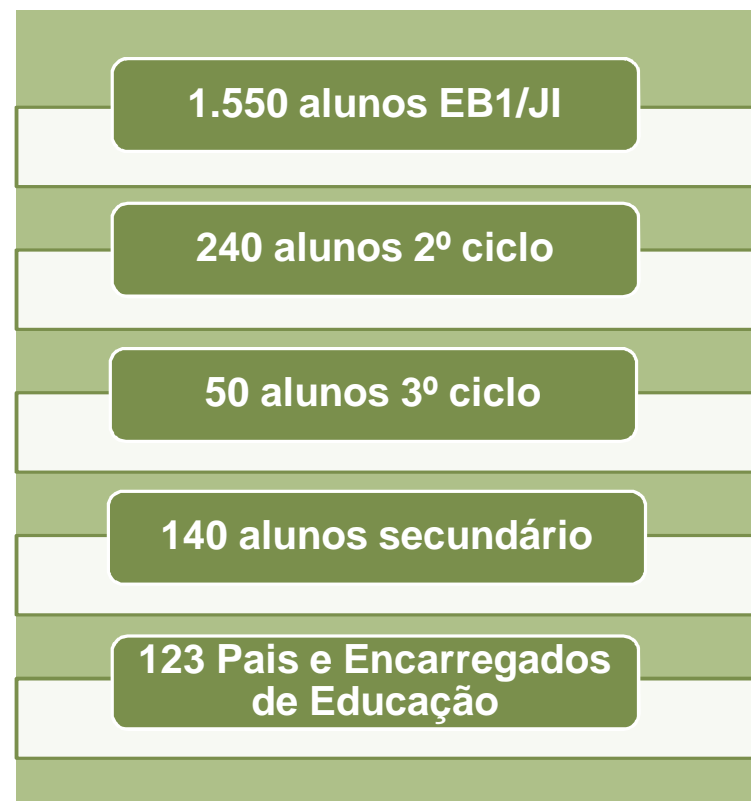 1.550 alunos EB1/JI
240 alunos 2º ciclo
50 alunos 3º ciclo
140 alunos secundário
123 Pais e Encarregados
de Educação